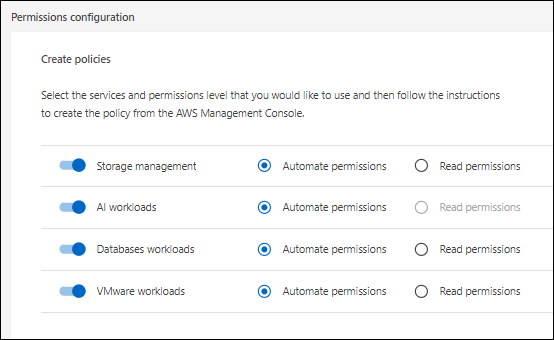 Permissions configuration
Create policies
Select the services and permissions level that you would like to use and then follow the instructions
to create the policy from the AWS Management Console.
Storage management Automate permissions Read permissions
AI workloads Automate permissions Read permissions
Databases workloads Automate permissions Read permissions
VMware workloads Automate permissions Read permissions